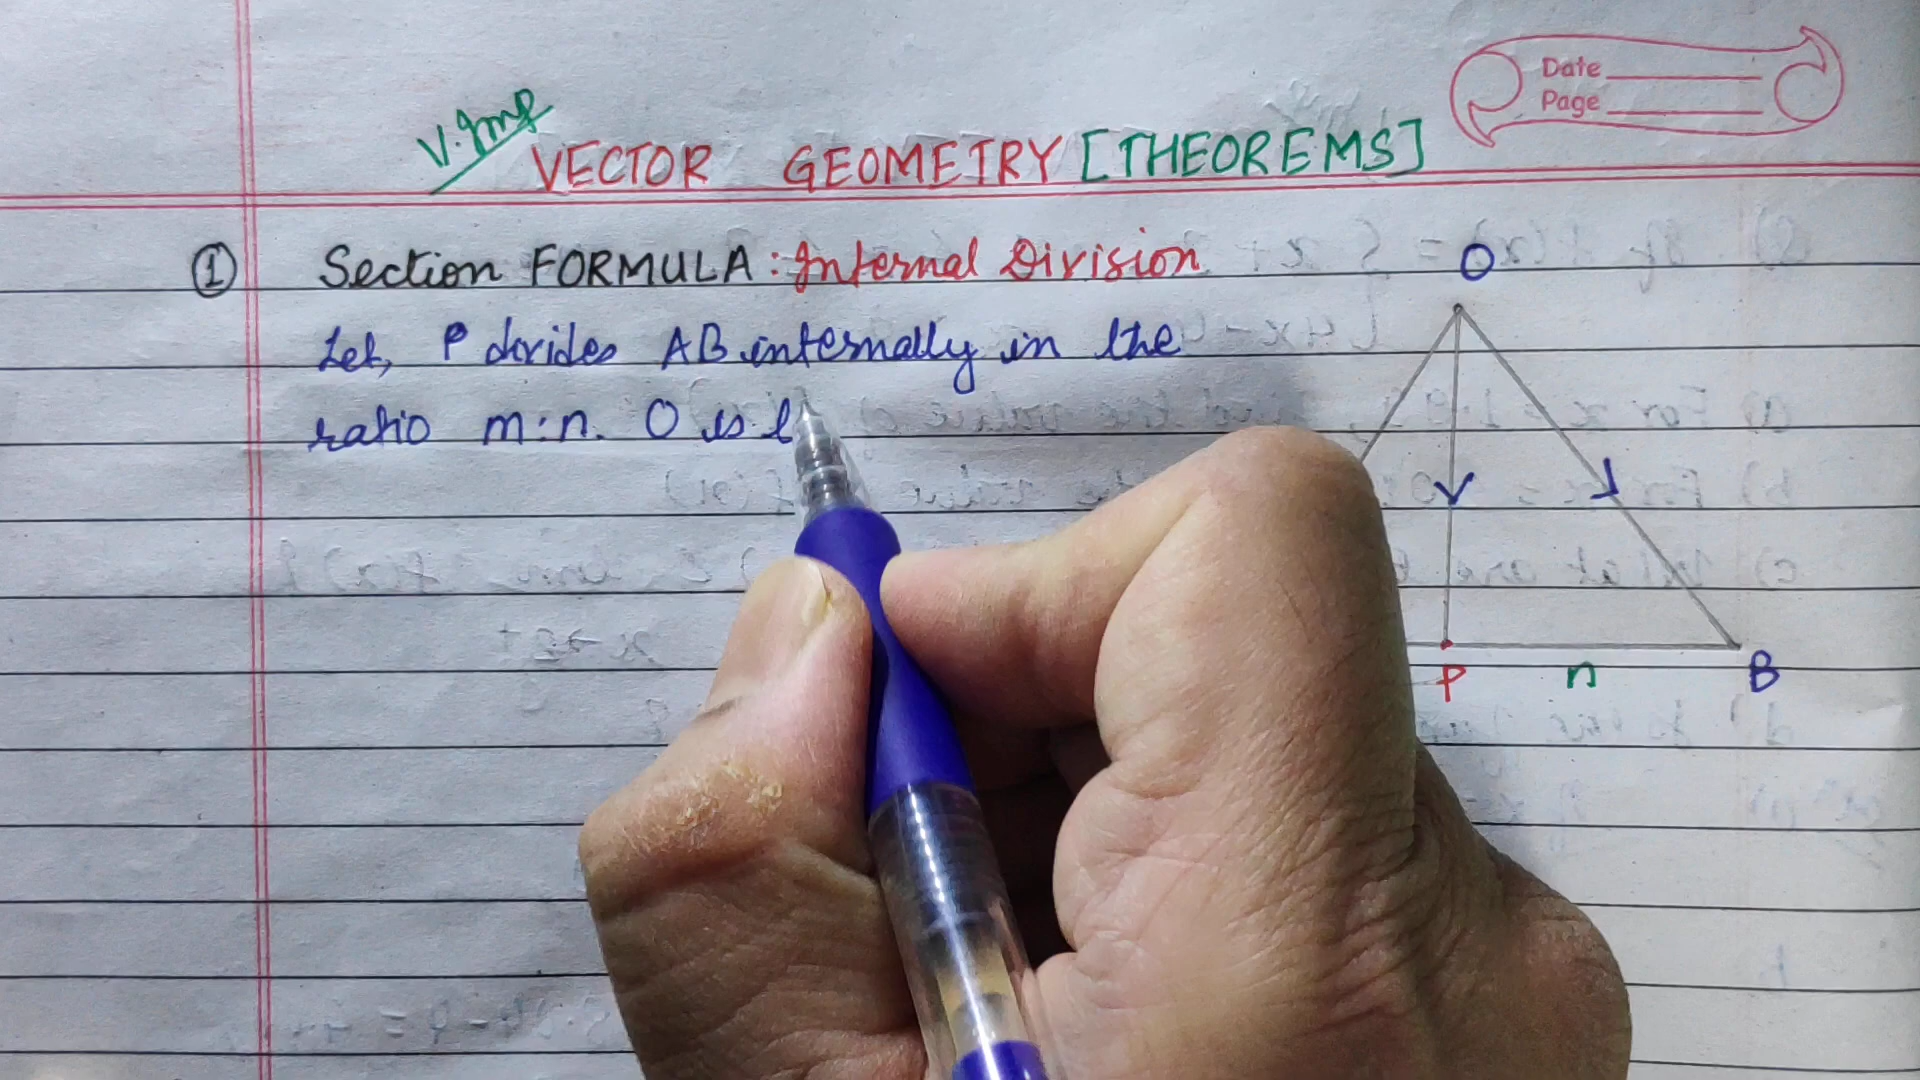 Date
Page
V. Imp
VECTOR GEOMETRY [THEOREMS]
① Section FORMULA: Internal Division
Let, P divides AB internally in the
ratio m:n. O is t
O
P n B